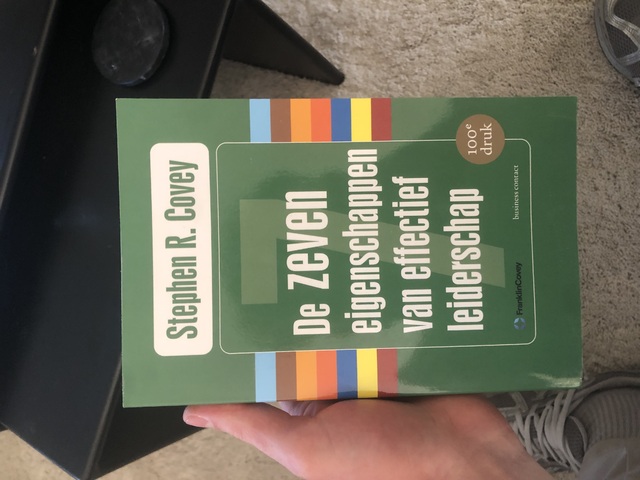 Stephen R. Covey
De zeven
eigenschappen
van effectief
leiderschap
FranklinCovey
business contact
100e
druk